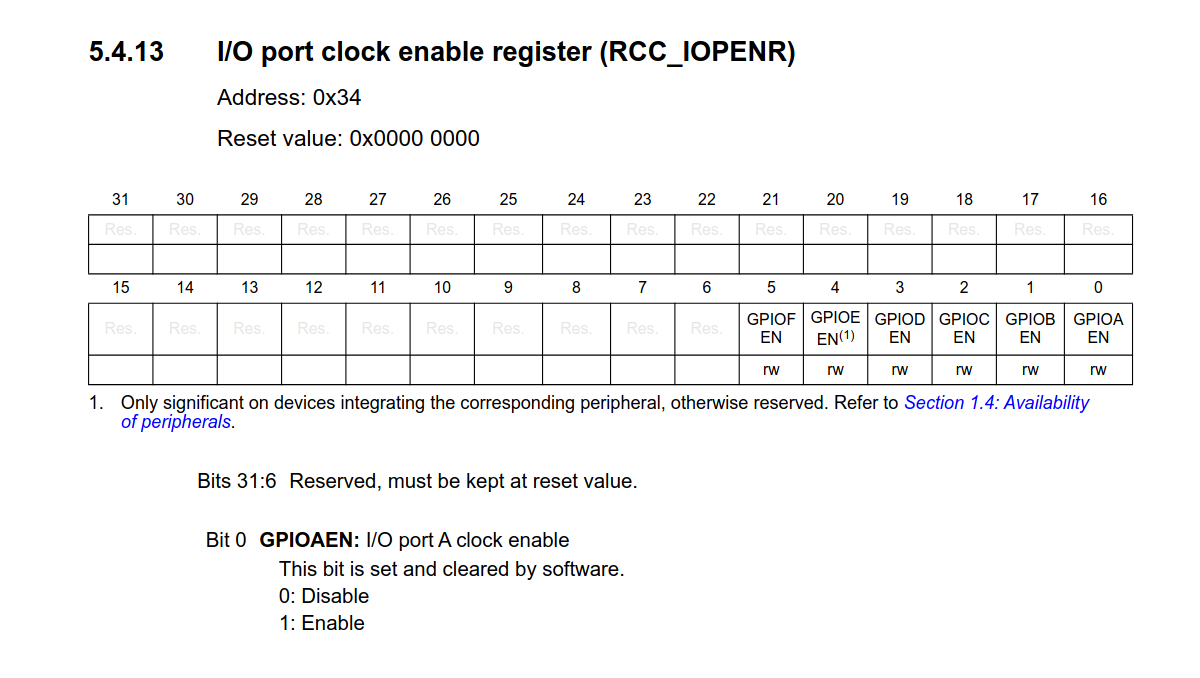 5.4.13 I/O port clock enable register (RCC_IOPENR)
Address: 0x34
Reset value: 0x0000 0000
31 30 29 28 27 26 25 24 23 22 21 20 19 18 17 16
Res. Res. Res. Res. Res. Res. Res. Res. Res. Res. Res. Res. Res. Res. Res. Res.
15 14 13 12 11 10 9 8 7 6 5 4 3 2 1 0
Res. Res. Res. Res. Res. Res. Res. Res. Res. Res. GPIOF EN GPIOE EN(1) GPIOD EN GPIOC EN GPIOB EN GPIOA EN
rw rw rw rw rw rw
1. Only significant on devices integrating the corresponding peripheral, otherwise reserved. Refer to Section 1.4: Availability
of peripherals.
Bits 31:6 Reserved, must be kept at reset value.
Bit 0 GPIOAEN: I/O port A clock enable
This bit is set and cleared by software.
0: Disable
1: Enable